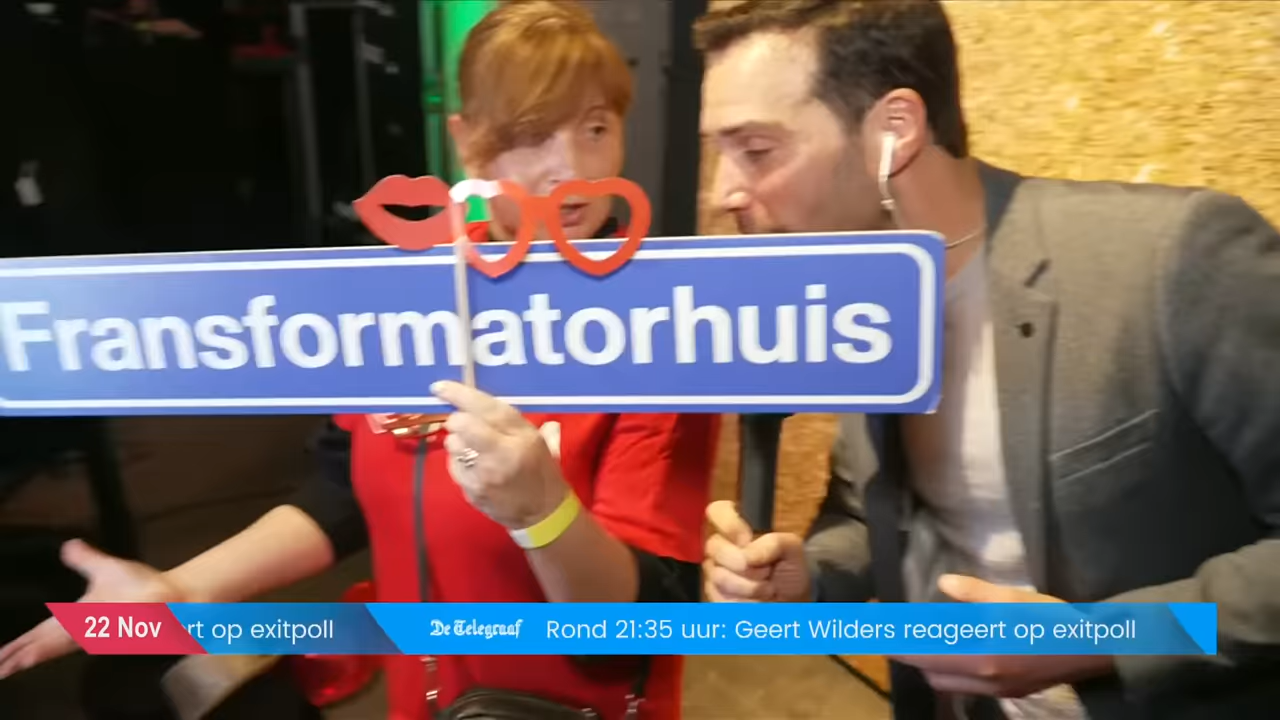 Fransformatorhuis
22 Nov
rt op exitpoll
De Telegraaf
Rond 21:35 uur: Geert Wilders reageert op exitpoll